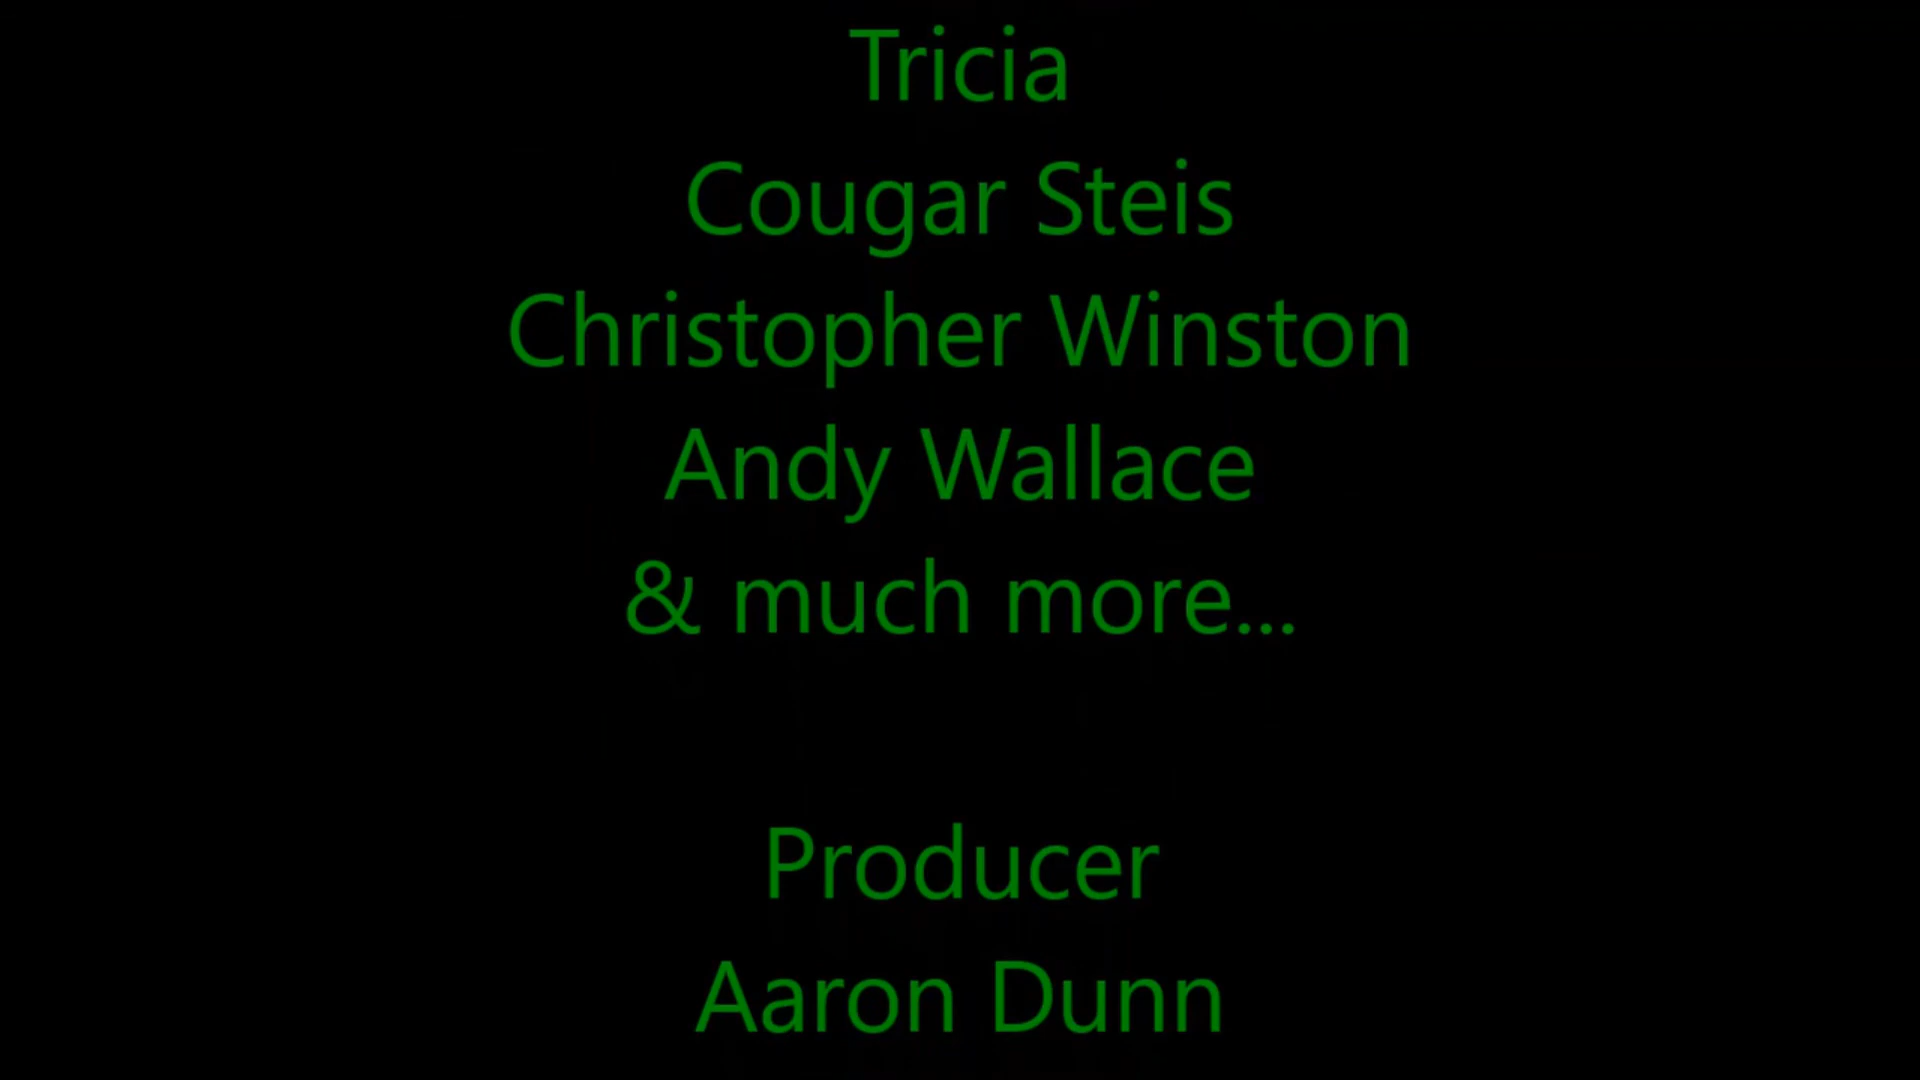 Tricia
Cougar Steis
Christopher Winston
Andy Wallace
& much more...
Producer
Aaron Dunn